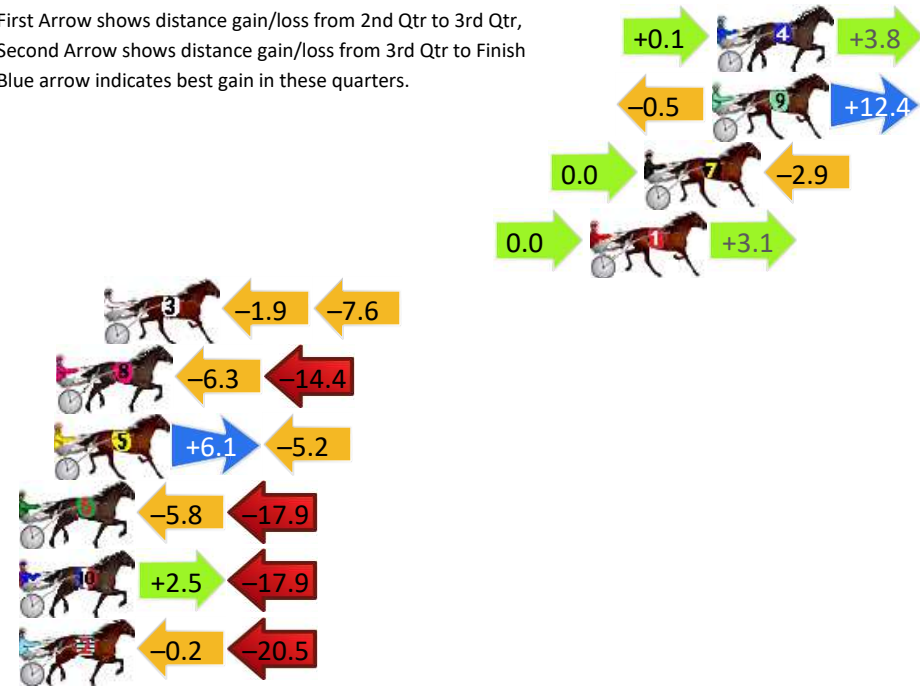 First Arrow shows distance gain/loss from 2nd Qtr to 3rd Qtr,
Second Arrow shows distance gain/loss from 3rd Qtr to Finish
Blue arrow indicates best gain in these quarters.
+0.1 4 +3.8
–0.5 9 +12.4
0.0 7 –2.9
0.0 1 +3.1
3 –1.9 –7.6
8 –6.3 –14.4
5 +6.1 –5.2
6 –5.8 –17.9
10 +2.5 –17.9
2 –0.2 –20.5